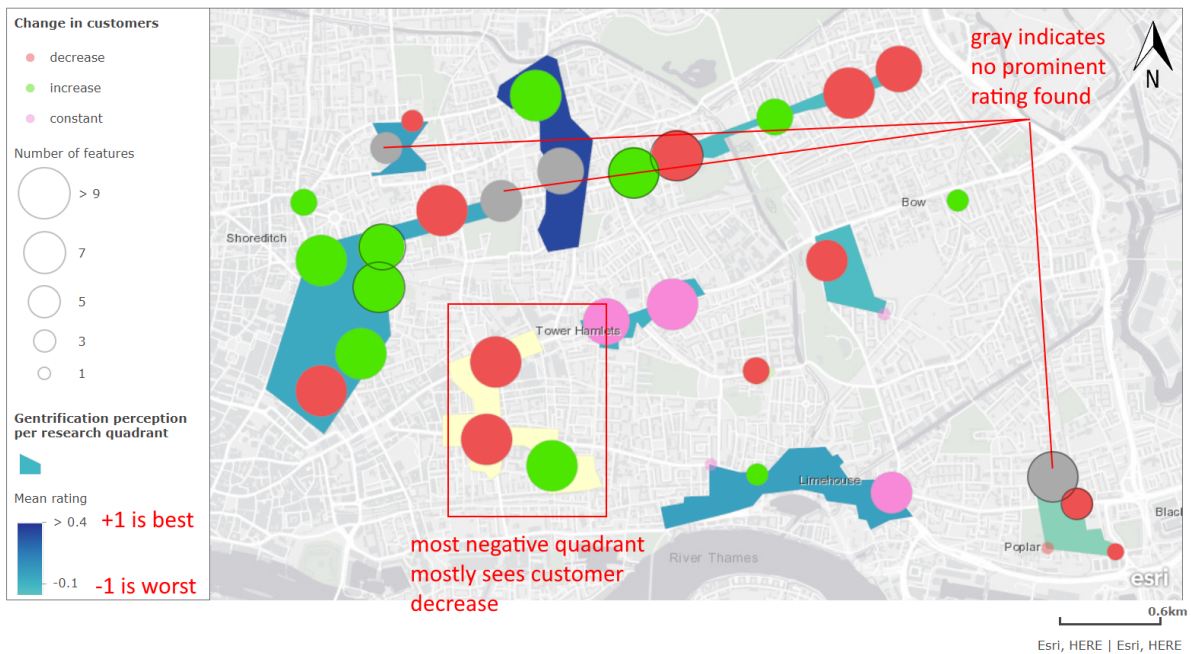 Change in customers
decrease
increase
constant
Number of features
> 9
7
5
3
1
Gentrification perception
per research quadrant
Mean rating
> 0.4
-0.1
+1 is best
-1 is worst
gray indicates
no prominent
rating found
N
Shoreditch
Bow
Tower Hamlets
Limehouse
Poplar
Blac
River Thames
most negative quadrant
mostly sees customer
decrease
esri
0.6km
Esri, HERE | Esri, HERE